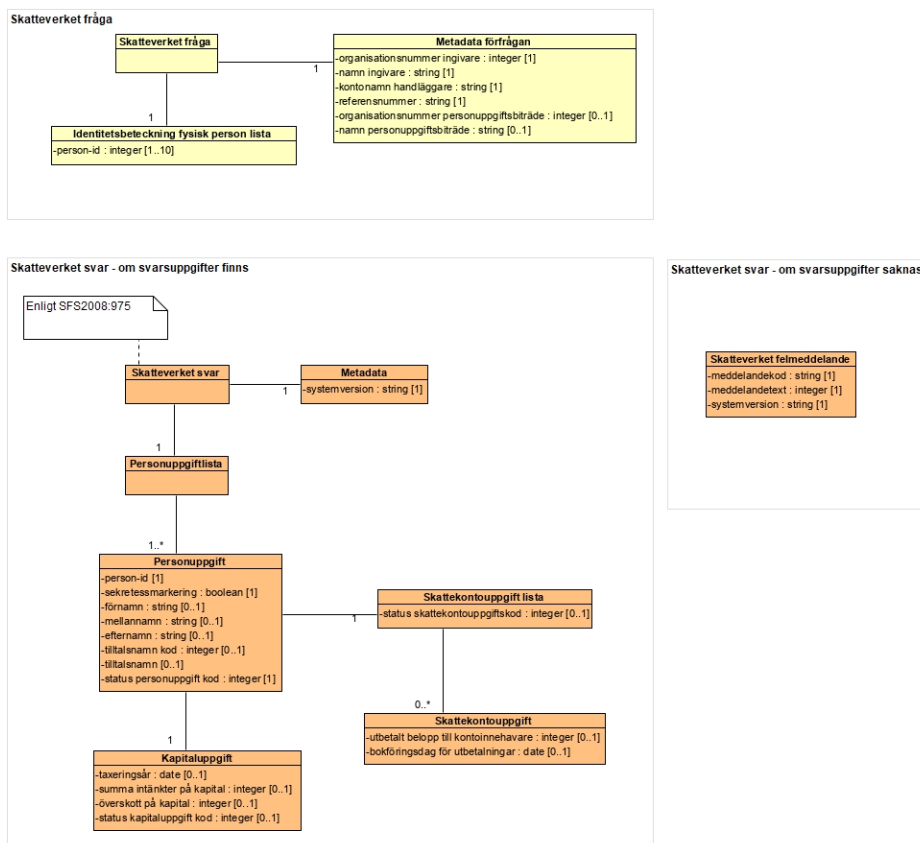 Skatteverket fråga
Skatteverket fråga
Metadata förfrågan
-organisationsnummer ingivare : integer [1]
-namn ingivare : string [1]
-kontonamn handläggare : string [1]
-referensnummer : string [1]
-organisationsnummer personuppgiftsbiträde : integer [0..1]
-namn personuppgiftsbiträde : string [0..1]
1
1
Identitetsbeteckning fysisk person lista
-person-id : integer [1..10]
Skatteverket svar - om svarsuppgifter finns
Enligt SFS2008:975
Skatteverket svar
Metadata
-systemversion : string [1]
1
1
Personuppgiftlista
1..*
Personuppgift
-person-id [1]
-sekretessmarkering : boolean [1]
-förnamn : string [0..1]
-mellannamn : string [0..1]
-efternamn : string [0..1]
-tilltalsnamn kod : integer [0..1]
-tilltalsnamn [0..1]
-status personuppgift kod : integer [1]
1
Skattekontouppgift lista
-status skattekontouppgiftskod : integer [0..1]
0..*
Skattekontouppgift
-utbetalt belopp till kontoinnehavare : integer [0..1]
-bokföringsdag för utbetalningar : date [0..1]
1
Kapitaluppgift
-taxeringsår : date [0..1]
-summa intänkter på kapital : integer [0..1]
-överskott på kapital : integer [0..1]
-status kapitaluppgift kod : integer [0..1]
Skatteverket svar - om svarsuppgifter saknas
Skatteverket felmeddelande
-meddelandekod : string [1]
-meddelandetext : integer [1]
-systemversion : string [1]